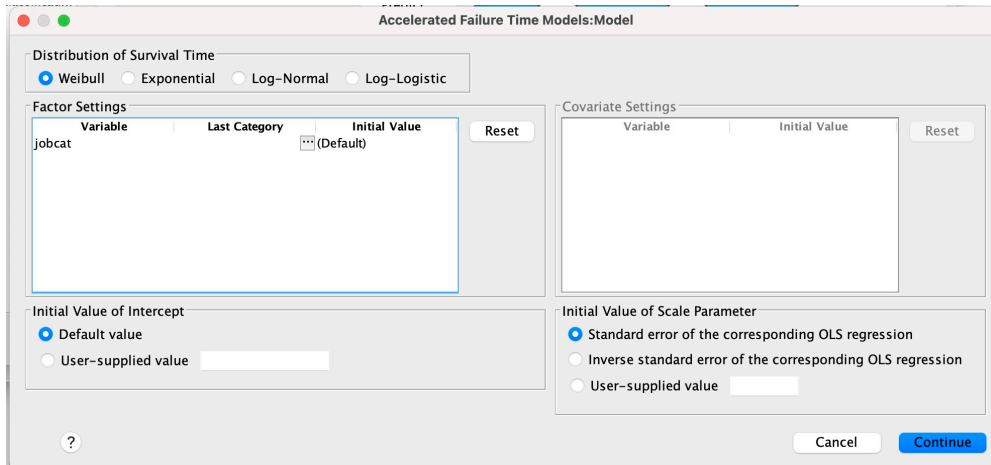 Accelerated Failure Time Models:Model
Distribution of Survival Time
Weibull Exponential Log-Normal Log-Logistic
Factor Settings
Variable Last Category Initial Value
jobcat ... (Default)
Reset
Covariate Settings
Variable Initial Value
Reset
Initial Value of Intercept
Default value
User-supplied value
Initial Value of Scale Parameter
Standard error of the corresponding OLS regression
Inverse standard error of the corresponding OLS regression
User-supplied value
?
Cancel Continue